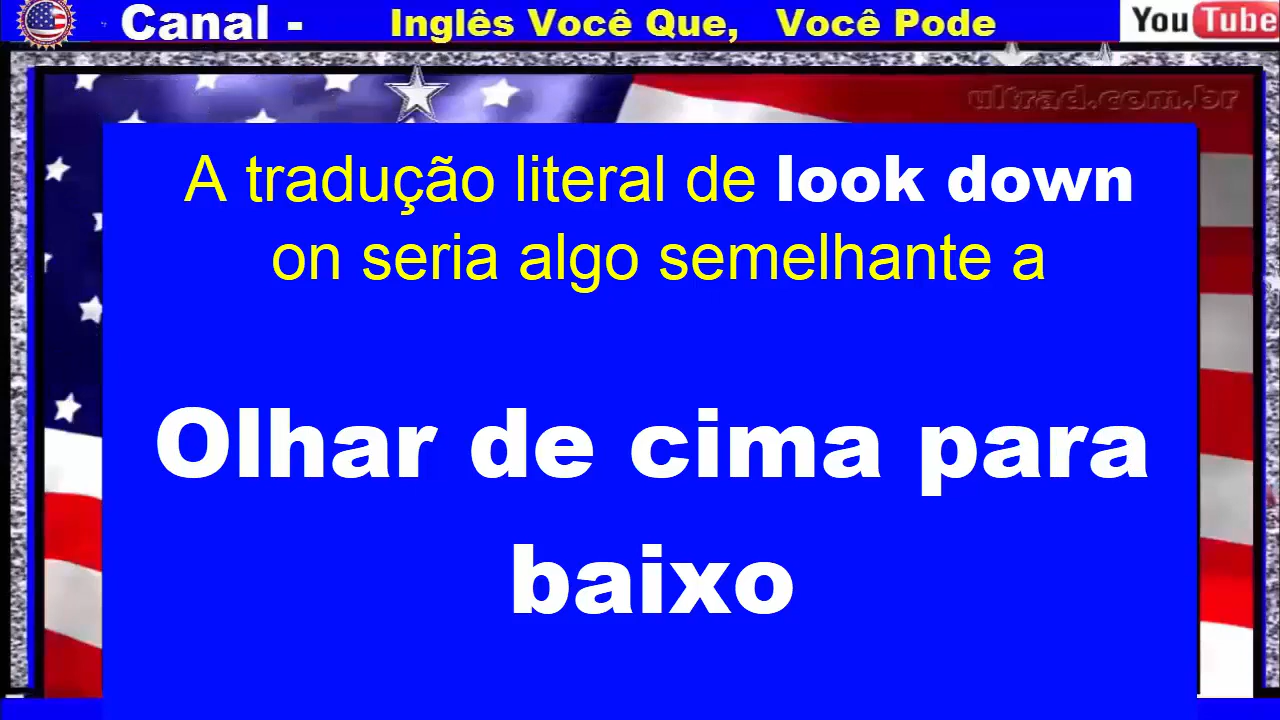 Canal - Inglês Você Que, Você Pode YouTube
ultrad.com.br
A tradução literal de look down
on seria algo semelhante a
Olhar de cima para
baixo